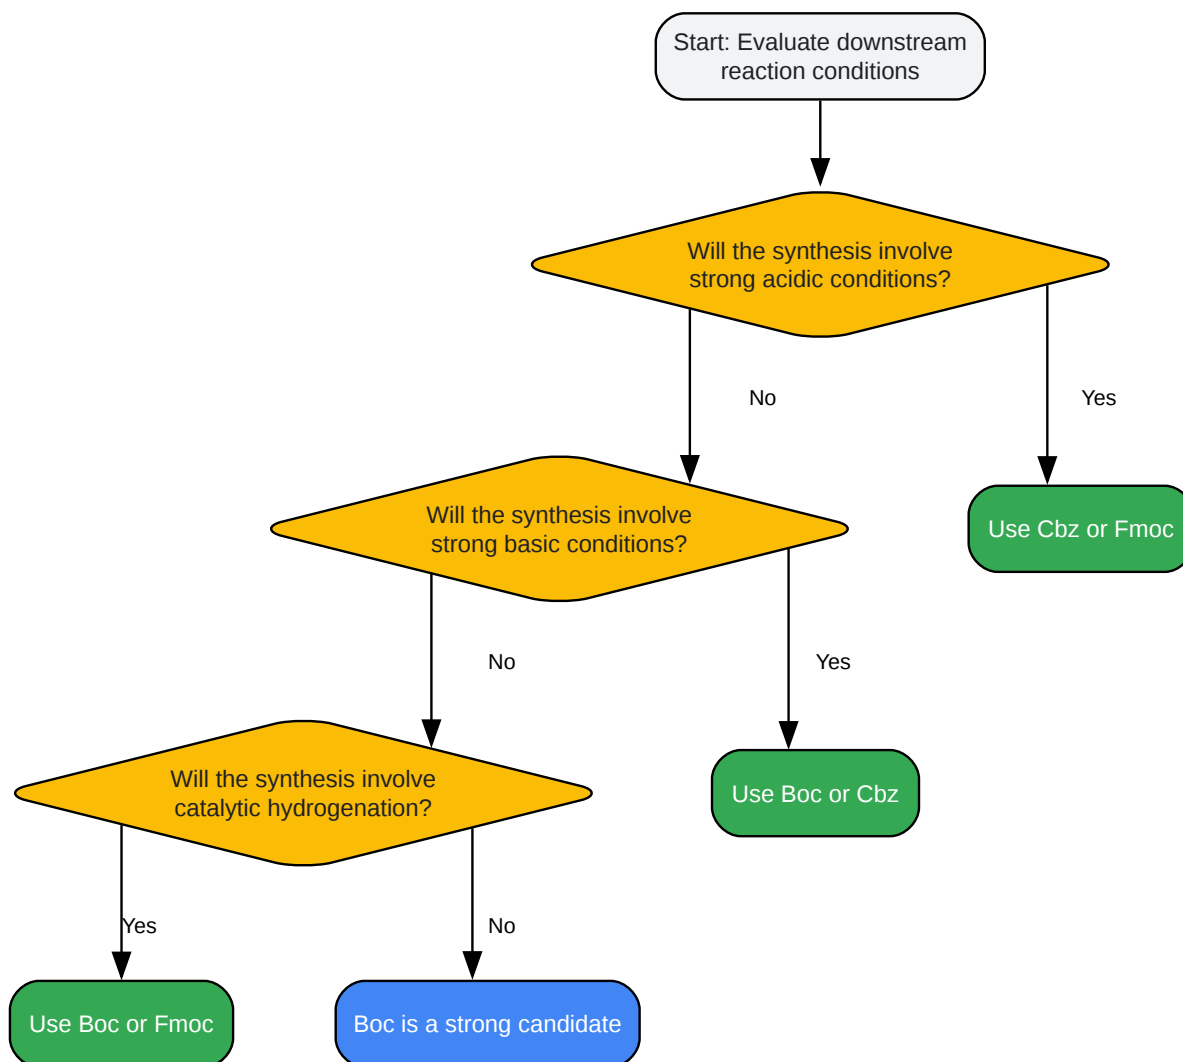 Start: Evaluate downstream
reaction conditions
Will the synthesis involve
strong acidic conditions?
No
Yes
Will the synthesis involve
strong basic conditions?
Use Cbz or Fmoc
No
Yes
Will the synthesis involve
catalytic hydrogenation?
Use Boc or Cbz
Yes
No
Use Boc or Fmoc
Boc is a strong candidate